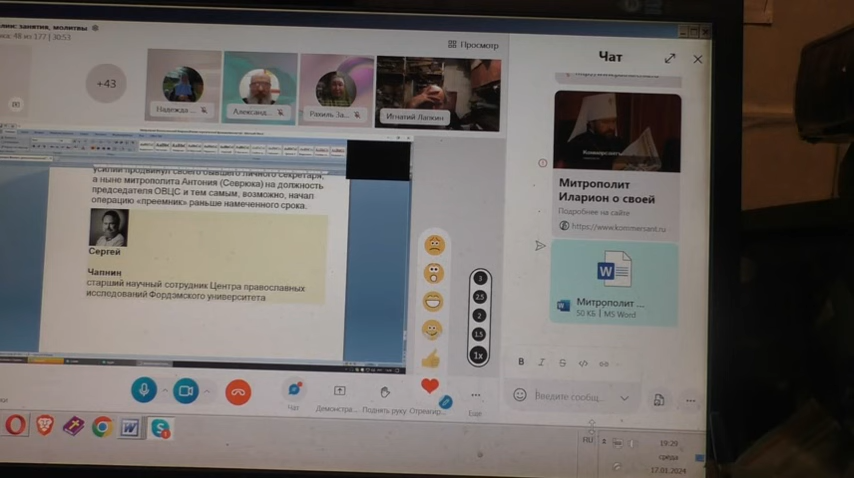 занятия, молитвы
48 из 177 | 30:53
Просмотр
+43
Надежда ...
Александ...
Рахиль За...
Игнатий Лапкин
усилий продвинул своего бывшего личного секретаря,
а ныне митрополита Антония (Севрюка) на должность
председателя ОВЦС и тем самым, возможно, начал
операцию «преемник» раньше намеченного срока.
Сергей
Чапнин
старший научный сотрудник Центра православных
исследований Фордэмского университета
3
2.5
2
1.5
1x
Чат
Демонстра...
Поднять руку
Отреагир...
Еще
Чат
Митрополит
Иларион о своей
Подробнее на сайте
https://www.kommersant.ru
W
Митрополит ...
50 КБ | MS Word
B I S </>
Введите сообщ...
RU
19:29
среда
17.01.2024